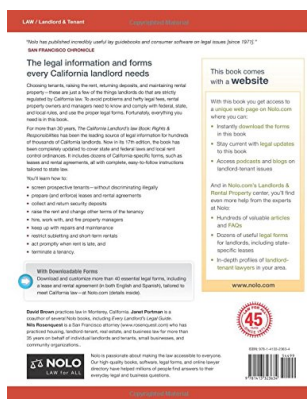 LAW / Landlord & Tenant
"Nolo has published incredibly useful lay guidebooks and consumer software on legal issues [since 1971]."
SAN FRANCISCO CHRONICLE
The legal information and forms
every California landlord needs
Choosing tenants, raising the rent, returning deposits, and maintaining rental
property – these are just a few of the things landlords do that are strictly
regulated by California law. To avoid problems and hefty legal fees, rental
property owners and managers need to know and comply with federal, state,
and local rules, and use the proper legal forms. Fortunately, everything you
need is in this book.
For more than 30 years, The California Landlord's Law Book: Rights &
Responsibilities has been the leading source of legal information for hundreds
of thousands of California landlords. Now in its 17th edition, the book has
been completely updated to cover state and federal laws and local rent
control ordinances. It includes dozens of California-specific forms, such as
leases and rental agreements, all with complete, easy-to-follow instructions
tailored to state law.
You'll learn how to:
• screen prospective tenants – without discriminating illegally
• prepare (and enforce) leases and rental agreements
• collect and return security deposits
• raise the rent and change other terms of the tenancy
• hire, work with, and fire property managers
• keep up with repairs and maintenance
• restrict subletting and short-term rentals
• act promptly when rent is late, and
• terminate a tenancy.
With Downloadable Forms
Download and customize more than 40 essential legal forms, including
a lease and rental agreement (in both English and Spanish), tailored to
meet California law – at Nolo.com (details inside)
David Brown practices law in Monterey, California. Janet Portman is a
coauthor of several Nolo books, including Every Landlord's Legal Guide.
Nils Rosenquest is a San Francisco attorney (www.rosenquest.com) who has
practiced housing, landlord-tenant, real estate, and business law for more than
35 years on behalf of individual landlords and tenants, small businesses, and
community organizations.
This book comes
with a website
With this book you get access to
a unique web page on Nolo.com
where you can:
• Instantly download the forms
in this book
• Stay current with legal updates
to this book
• Access podcasts and blogs on
landlord-tenant issues
And in Nolo.com's Landlords &
Rental Property center, you'll find
even more help from the experts
at Nolo:
• Hundreds of valuable articles
and FAQs
• Dozens of useful legal forms
for landlords, including state-
specific leases
• In-depth profiles of landlord-
tenant lawyers in your area.
www.nolo.com
45
NOLO
LAW for ALL
Nolo is passionate about making the law accessible to everyone.
Our high quality books, software, legal forms, and online lawyer
directory have helped millions of people find answers to their
everyday legal and business questions.